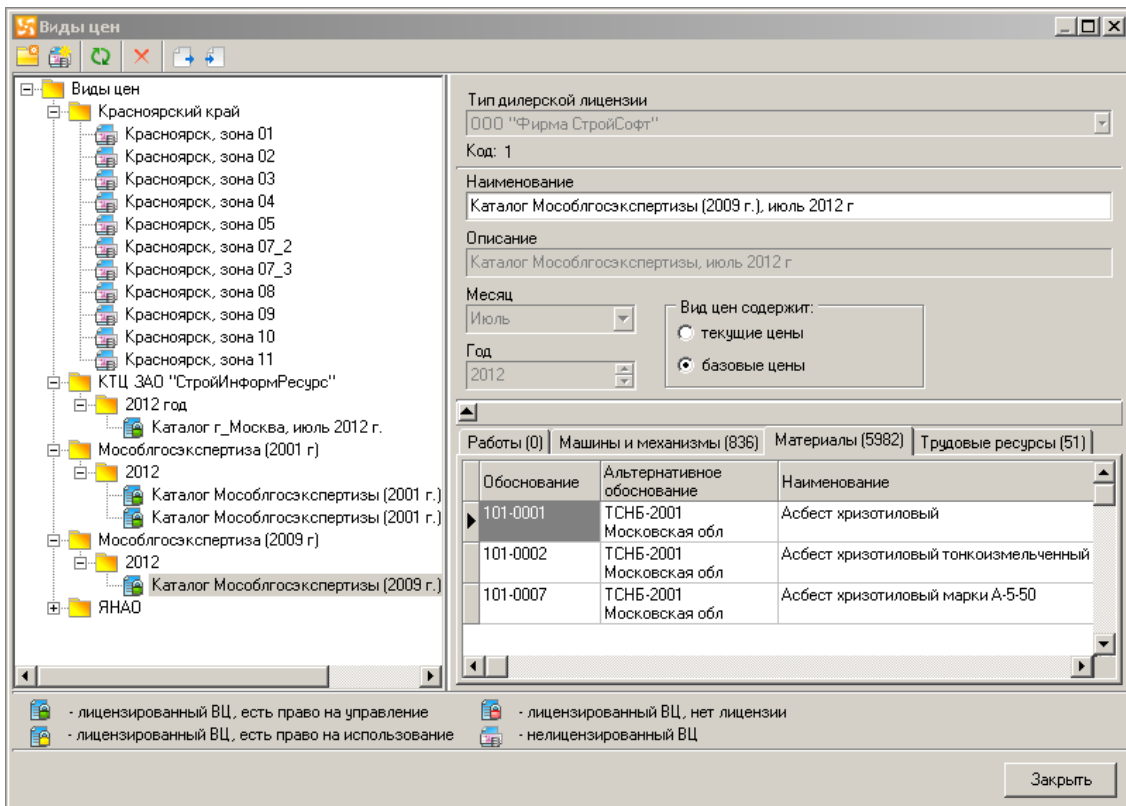 Виды цен
Виды цен
Красноярский край
Красноярск, зона 01
Красноярск, зона 02
Красноярск, зона 03
Красноярск, зона 04
Красноярск, зона 05
Красноярск, зона 07_2
Красноярск, зона 07_3
Красноярск, зона 08
Красноярск, зона 09
Красноярск, зона 10
Красноярск, зона 11
КТЦ ЗАО "СтройИнформРесурс"
2012 год
Каталог г_Москва, июль 2012 г.
Мособлгосэкспертиза (2001 г)
2012
Каталог Мособлгосэкспертизы (2001 г.)
Каталог Мособлгосэкспертизы (2001 г.)
Мособлгосэкспертиза (2009 г)
2012
Каталог Мособлгосэкспертизы (2009 г.)
ЯНАО
Тип дилерской лицензии
ООО "Фирма СтройСофт"
Код: 1
Наименование
Каталог Мособлгосэкспертизы (2009 г.), июль 2012 г
Описание
Каталог Мособлгосэкспертизы, июль 2012 г
Месяц
Июль
Год
2012
Вид цен содержит:
текущие цены
базовые цены
Работы (0) Машины и механизмы (836) Материалы (5982) Трудовые ресурсы (51)
Обоснование Альтернативное обоснование Наименование
101-0001 ТСНБ-2001 Московская обл Асбест хризотиловый
101-0002 ТСНБ-2001 Московская обл Асбест хризотиловый тонкоизмельченный
101-0007 ТСНБ-2001 Московская обл Асбест хризотиловый марки А-5-50
- лицензированный ВЦ, есть право на управление
- лицензированный ВЦ, нет лицензии
- лицензированный ВЦ, есть право на использование
- нелицензированный ВЦ
Закрыть